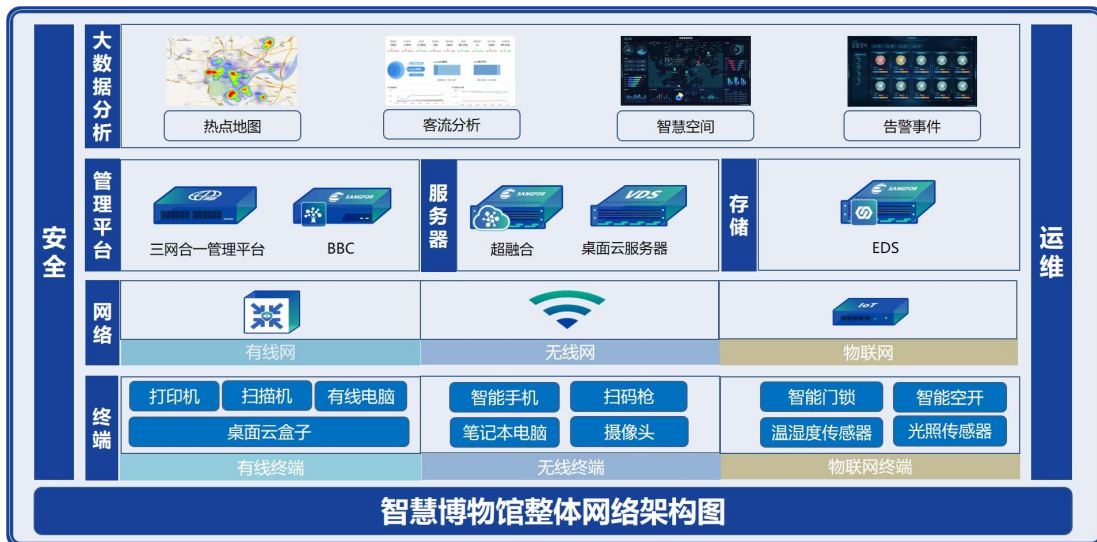 安全
大数据分析
热点地图
客流分析
智慧空间
告警事件
管理平台
三网合一管理平台
SANGFOR
BBC
服务器
SANGFOR
超融合
VDS
桌面云服务器
存储
SANGFOR
EDS
网络
有线网
无线网
IoT
物联网
终端
打印机
扫描机
有线电脑
桌面云盒子
有线终端
智能手机
扫码枪
笔记本电脑
摄像头
无线终端
智能门锁
智能空开
温湿度传感器
光照传感器
物联网终端
运维
智慧博物馆整体网络架构图